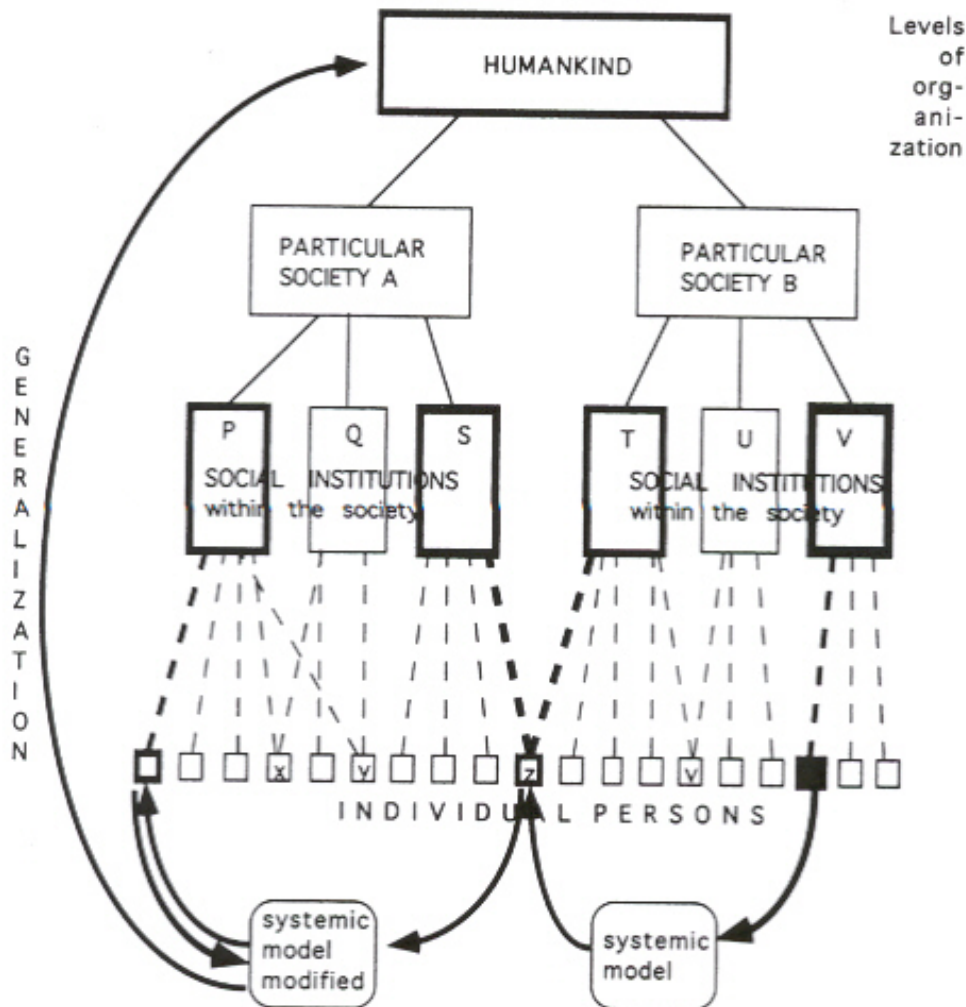 HUMANKIND
Levels
of
org-
ani-
zation
PARTICULAR
SOCIETY A
PARTICULAR
SOCIETY B
GENERALIZATION
P
Q
S
T
U
V
SOCIAL INSTITUTIONS
within the society
SOCIAL INSTITUTIONS
within the society
x
y
z
v
INDIVIDUAL PERSONS
systemic
model
modified
systemic
model